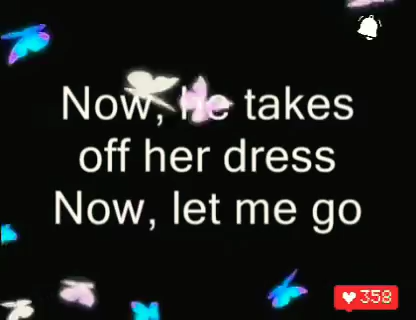 Now, he takes
off her dress
Now, let me go
358